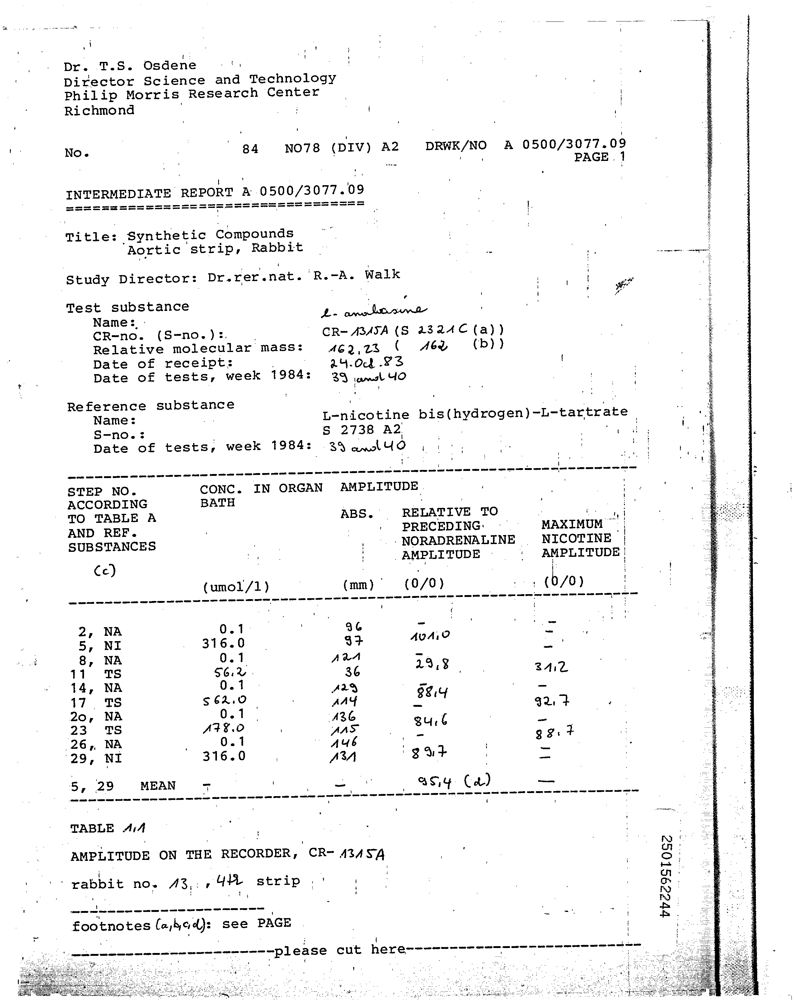 Dr. T.S. Osdene
Director Science and Technology
Philip Morris Research Center
Richmond
No. 84 NO78 (DIV) A2 DRWK/NO A 0500/3077.09
PAGE 1
INTERMEDIATE REPORT A 0500/3077.09
==================================
Title: Synthetic Compounds
Aortic strip, Rabbit
Study Director: Dr.rer.nat. R.-A. Walk
Test substance
Name: l-anabasine
CR-no. (S-no.): CR-1315A (S 2321C (a))
Relative molecular mass: 162,23 ( 162 (b))
Date of receipt: 24.Oct.83
Date of tests, week 1984: 39 and 40
Reference substance
Name: L-nicotine bis(hydrogen)-L-tartrate
S-no.: S 2738 A2
Date of tests, week 1984: 39 and 40
STEP NO. CONC. IN ORGAN AMPLITUDE
ACCORDING BATH
TO TABLE A ABS. RELATIVE TO
AND REF. PRECEDING MAXIMUM
SUBSTANCES NORADRENALINE NICOTINE
AMPLITUDE AMPLITUDE
(c)
(umol/l) (mm) (0/0) (0/0)
2, NA 0.1 96 - -
5, NI 316.0 97 101,0 -
8, NA 0.1 121 - -
11 TS 56,2 36 29,8 31,2
14, NA 0.1 129 - -
17 TS 562,0 114 88,4 92,7
20, NA 0.1 136 - -
23 TS 178.0 115 84,6 88,7
26, NA 0.1 146 - -
29, NI 316.0 131 89,7 -
5, 29 MEAN - - 95,4 (d) -
TABLE 1,1
AMPLITUDE ON THE RECORDER, CR-1315A
rabbit no. 13, strip
footnotes (a,b,c,d): see PAGE
-----please cut here-----
2501562244